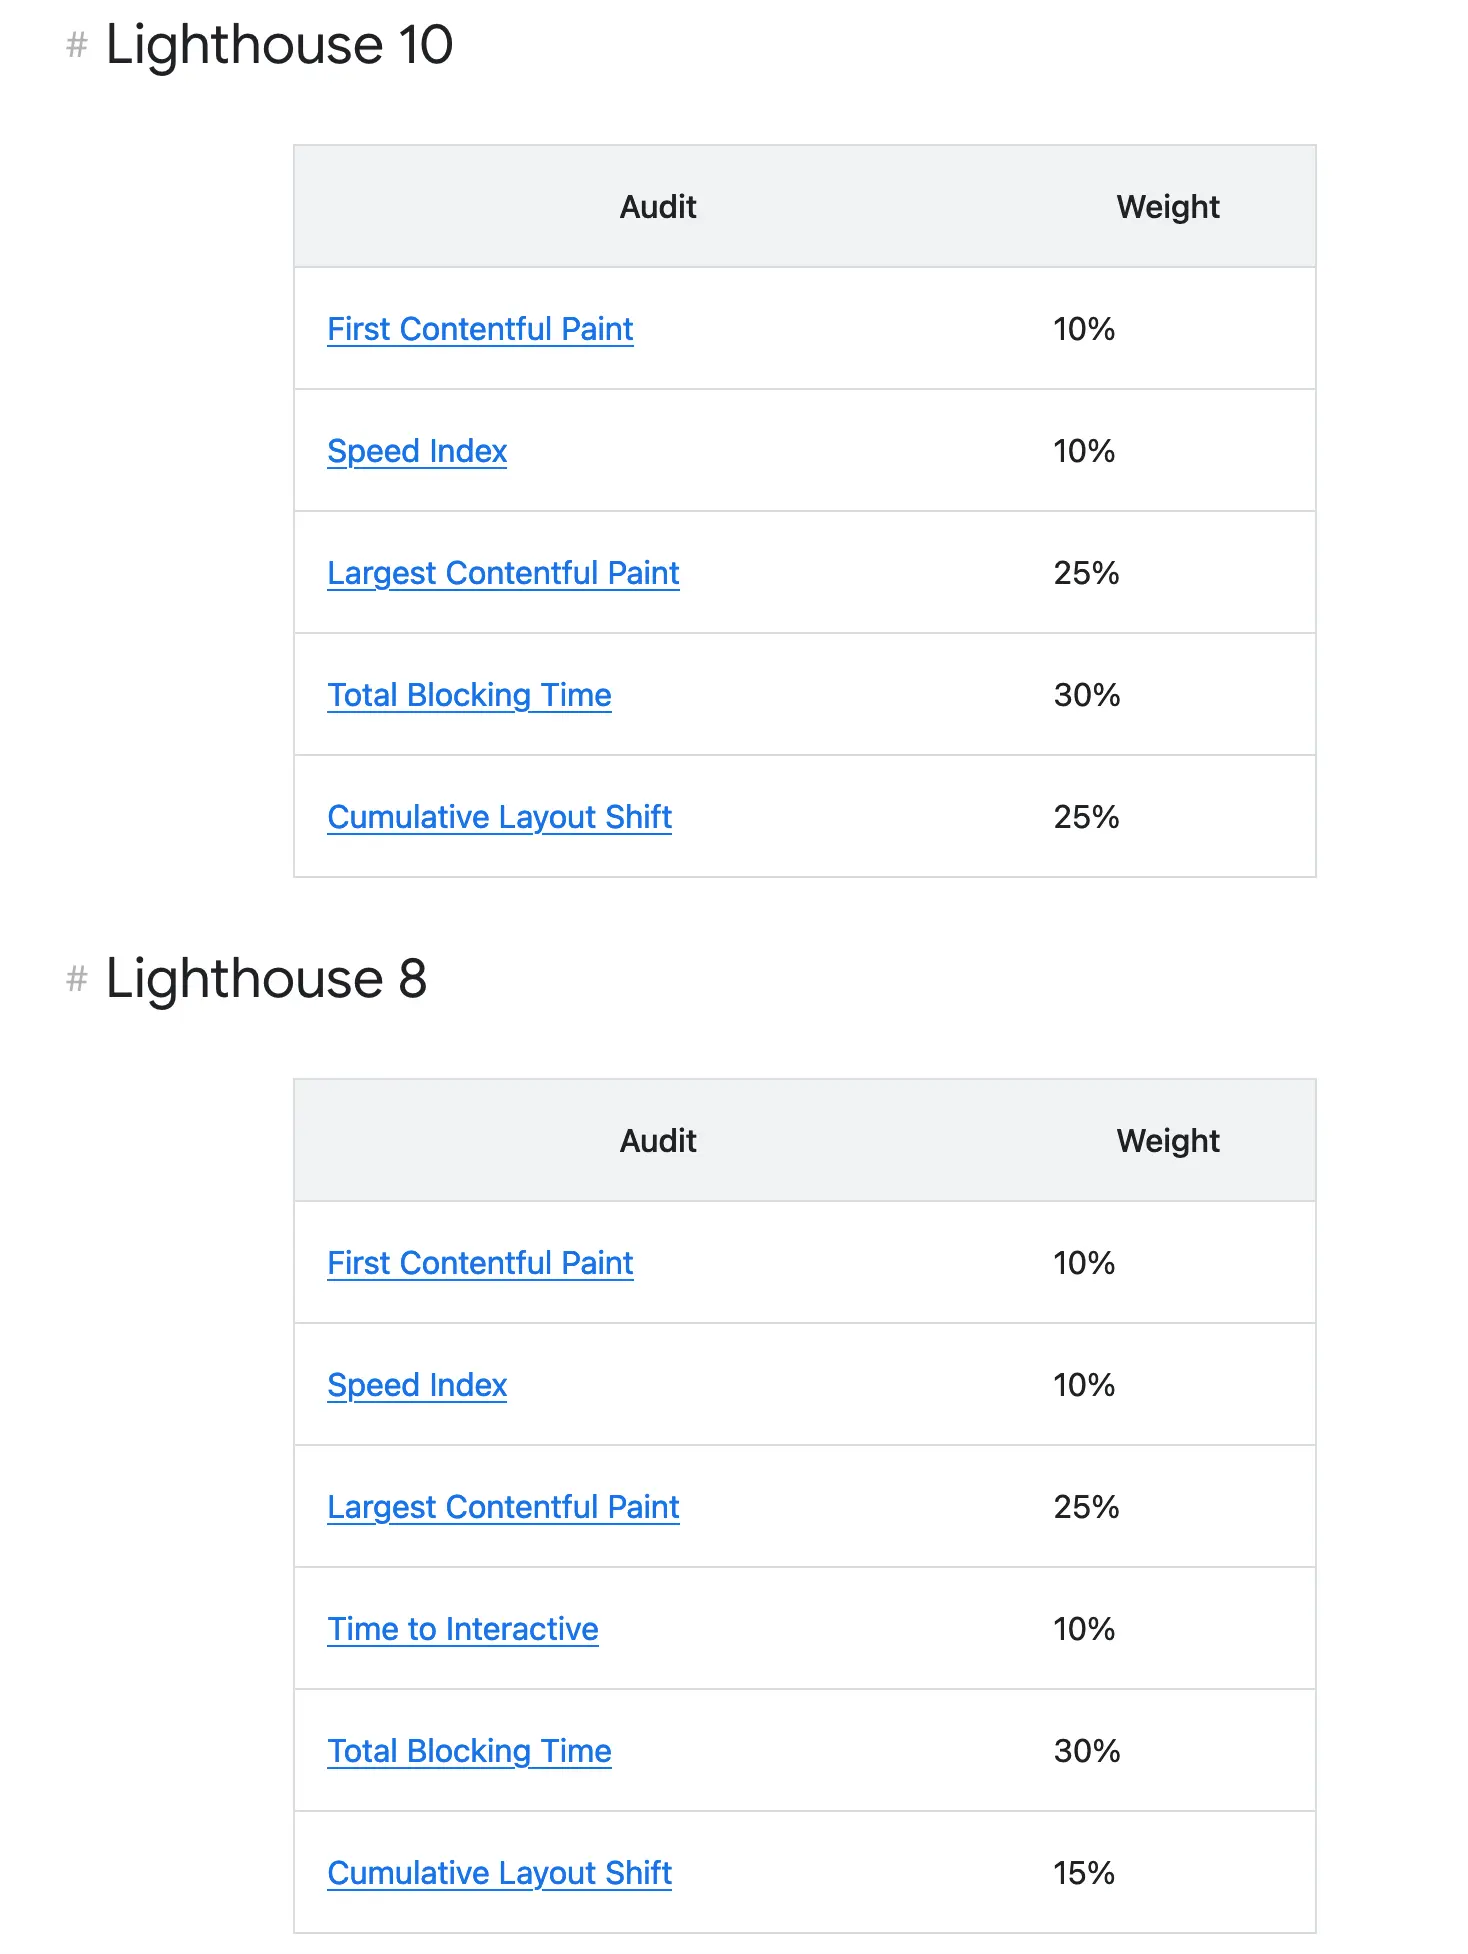 # Lighthouse 10
Audit Weight
First Contentful Paint 10%
Speed Index 10%
Largest Contentful Paint 25%
Total Blocking Time 30%
Cumulative Layout Shift 25%
# Lighthouse 8
Audit Weight
First Contentful Paint 10%
Speed Index 10%
Largest Contentful Paint 25%
Time to Interactive 10%
Total Blocking Time 30%
Cumulative Layout Shift 15%